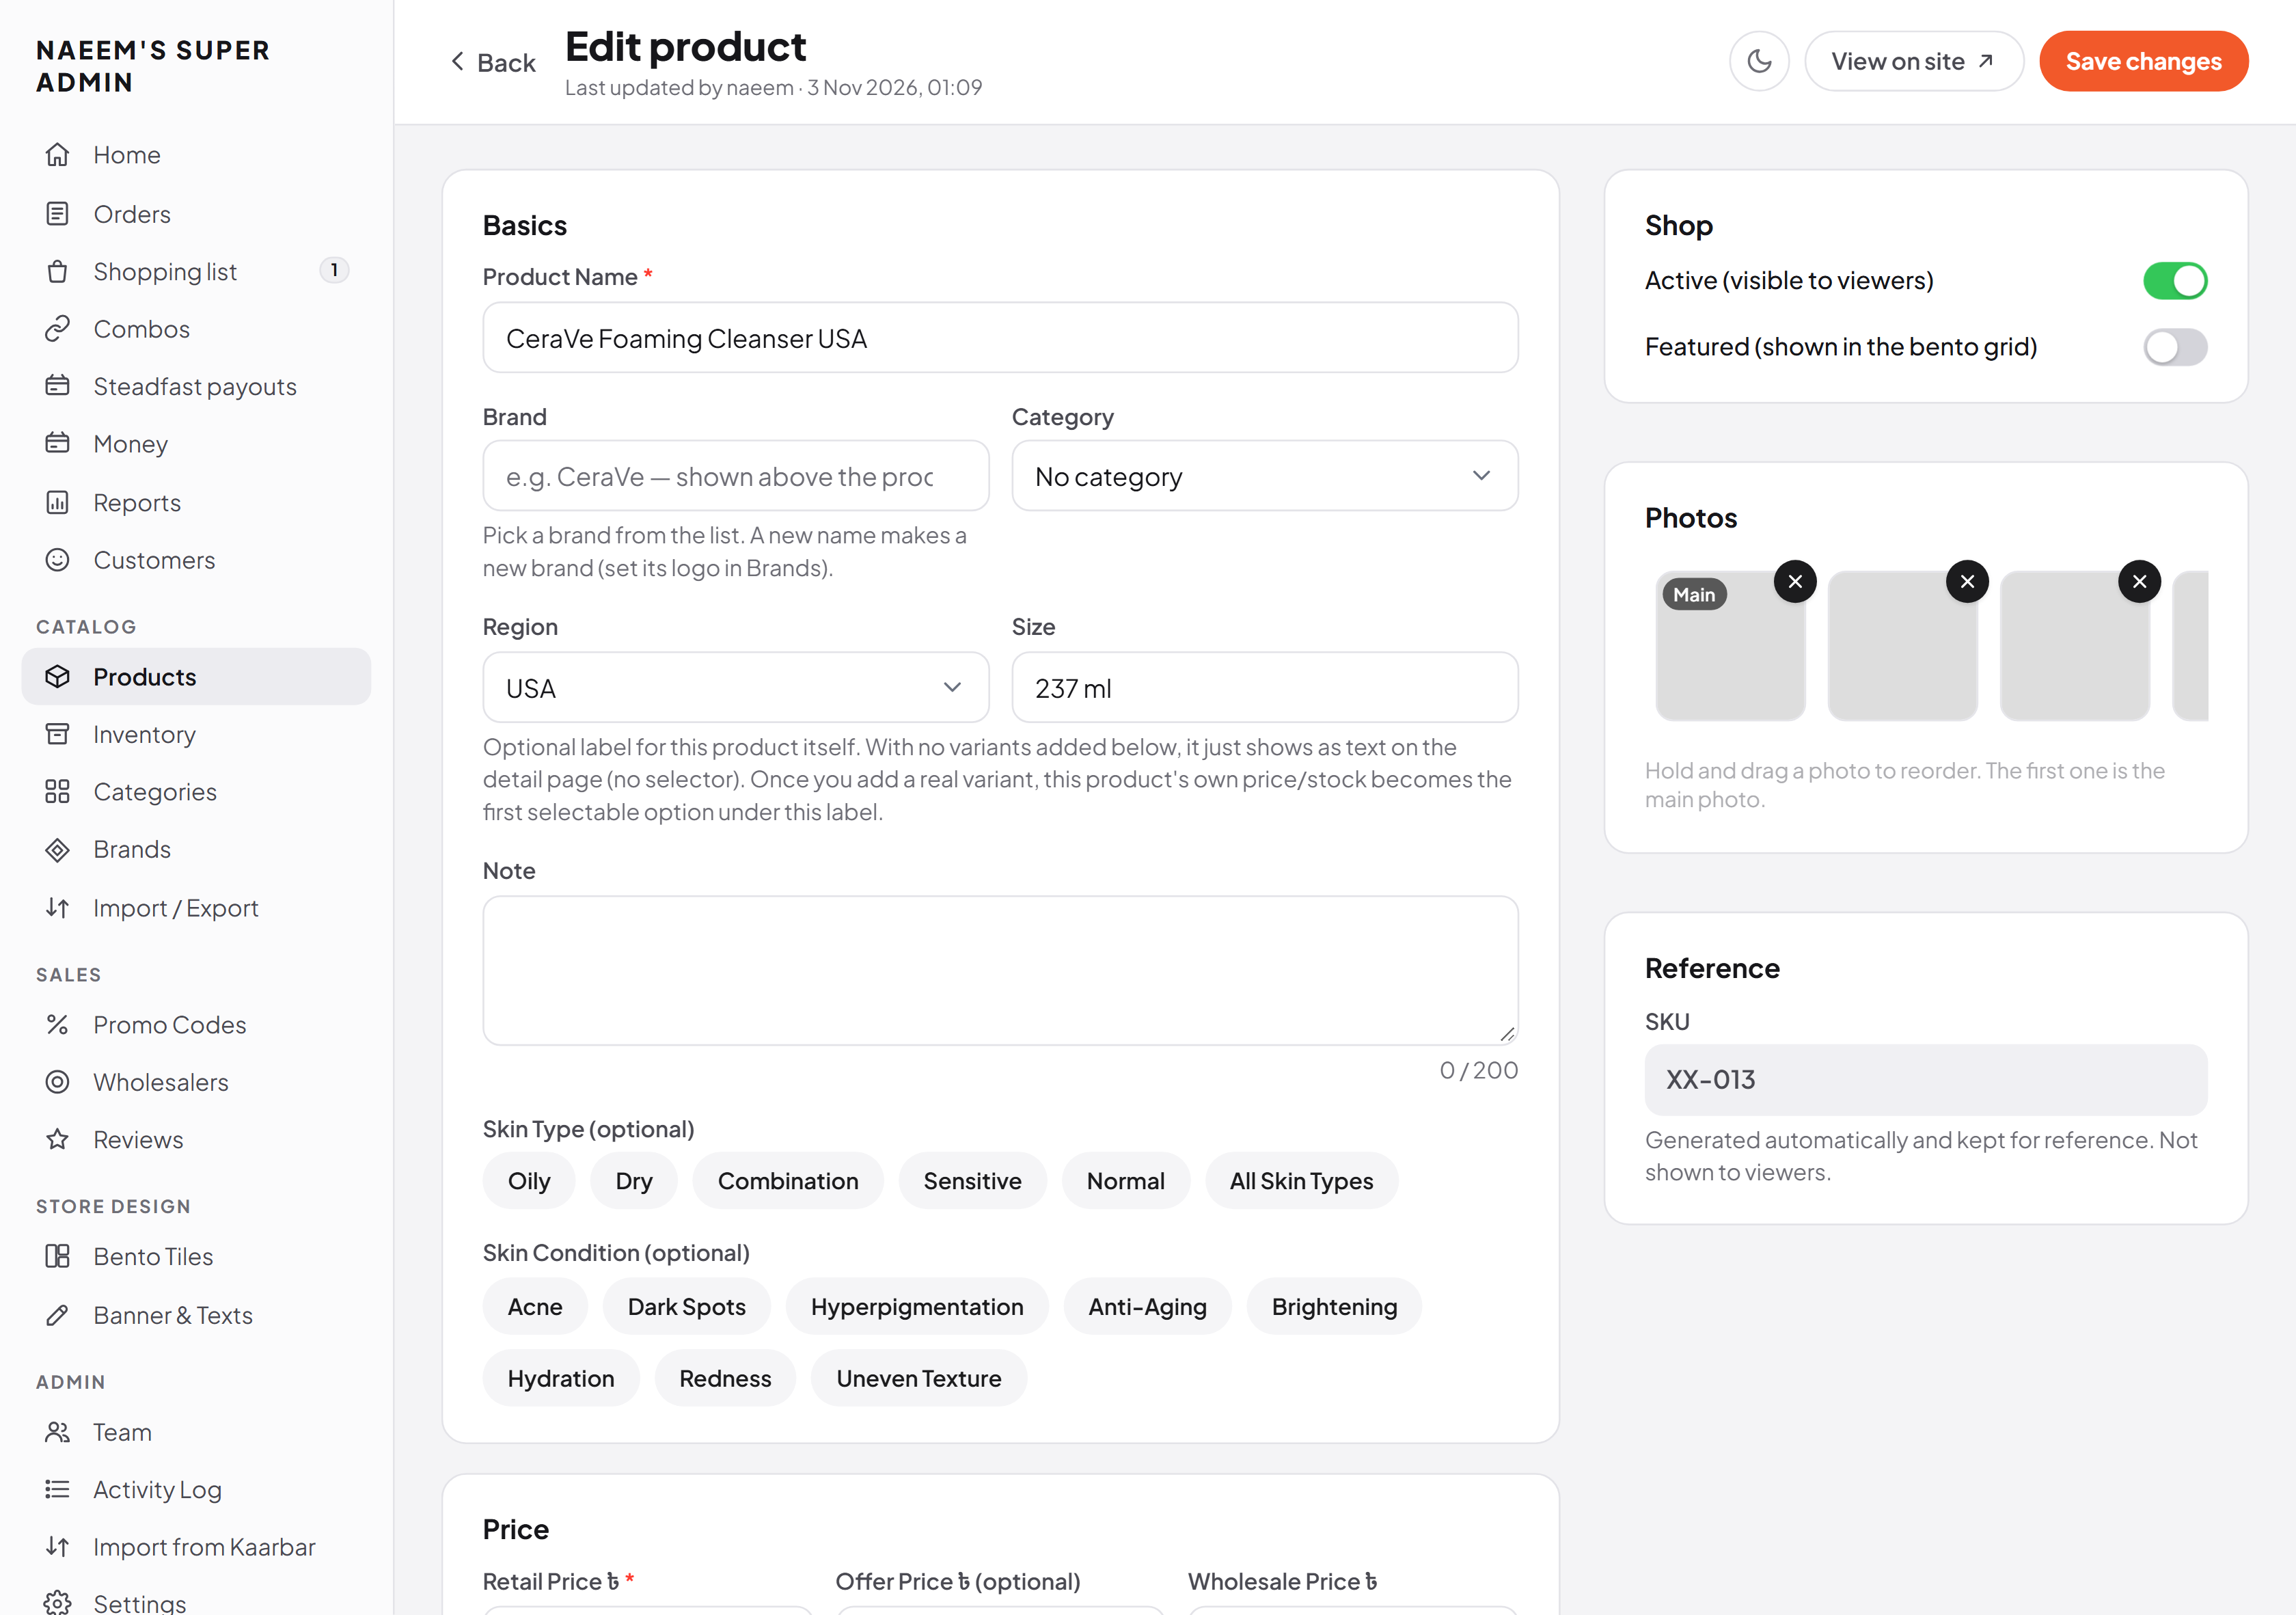 NAEEM'S SUPER
ADMIN
Home
Orders
Shopping list
1
Combos
Steadfast payouts
Money
Reports
Customers
CATALOG
Products
Inventory
Categories
Brands
Import / Export
SALES
Promo Codes
Wholesalers
Reviews
STORE DESIGN
Bento Tiles
Banner & Texts
ADMIN
Team
Activity Log
Import from Kaarbar
Settings
Back
Edit product
Last updated by naeem · 3 Nov 2026, 01:09
View on site
Save changes
Basics
Product Name *
CeraVe Foaming Cleanser USA
Brand
Category
e.g. CeraVe — shown above the
No category
Pick a brand from the list. A new name makes a
new brand (set its logo in Brands).
Region
Size
USA
237 ml
Optional label for this product itself. With no variants added below, it just shows as text on the
detail page (no selector). Once you add a real variant, this product's own price/stock becomes the
first selectable option under this label.
Note
0 / 200
Skin Type (optional)
Oily
Dry
Combination
Sensitive
Normal
All Skin Types
Skin Condition (optional)
Acne
Dark Spots
Hyperpigmentation
Anti-Aging
Brightening
Hydration
Redness
Uneven Texture
Price
Retail Price ৳ *
Offer Price ৳ (optional)
Wholesale Price ৳
Shop
Active (visible to viewers)
Featured (shown in the bento grid)
Photos
Main
Hold and drag a photo to reorder. The first one is the
main photo.
Reference
SKU
XX-013
Generated automatically and kept for reference. Not
shown to viewers.